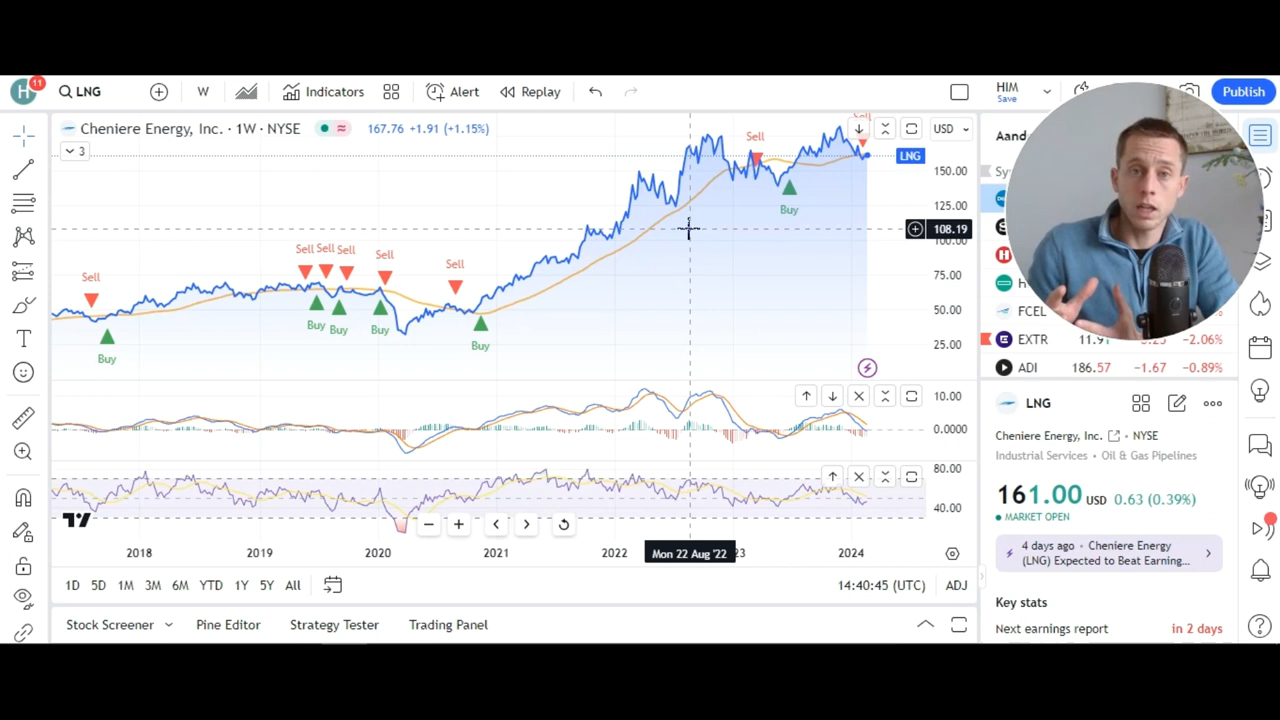 H 11 LNG W Indicators Alert Replay HIM Save Publish
Cheniere Energy, Inc. · 1W · NYSE 167.76 +1.91 (+1.15%) USD
3
LNG
150.00
125.00
108.19
100.00
75.00
50.00
25.00
Sell
Sell
Sell Sell Sell
Sell
Sell
Sell
Buy
Buy
Buy
Buy
Buy
Buy
10.00
0.0000
80.00
40.00
2018 2019 2020 2021 2022 Mon 22 Aug '22 23 2024
1D 5D 1M 3M 6M YTD 1Y 5Y All 14:40:45 (UTC) ADJ
Stock Screener Pine Editor Strategy Tester Trading Panel
Aand
Sy
H
FCEL
EXTR 11.91 -2.06%
ADI 186.57 −1.67 −0.89%
LNG
Cheniere Energy, Inc. · NYSE
Industrial Services · Oil & Gas Pipelines
161.00 USD 0.63 (0.39%)
MARKET OPEN
4 days ago · Cheniere Energy
(LNG) Expected to Beat Earning...
Key stats
Next earnings report in 2 days